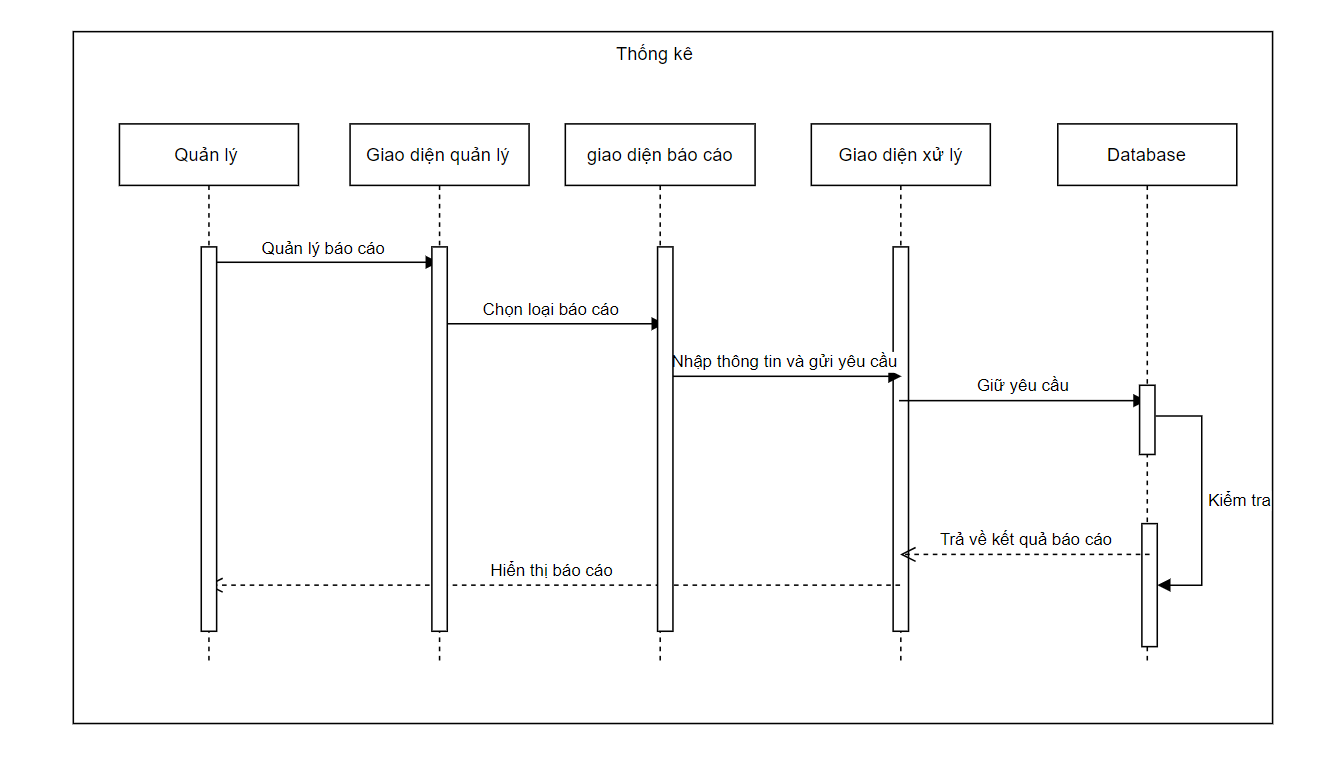 Thống kê
Quản lý
Giao diện quản lý
giao diện báo cáo
Giao diện xử lý
Database
Quản lý báo cáo
Chọn loại báo cáo
Nhập thông tin và gửi yêu cầu
Giữ yêu cầu
Kiểm tra
Trả về kết quả báo cáo
Hiển thị báo cáo